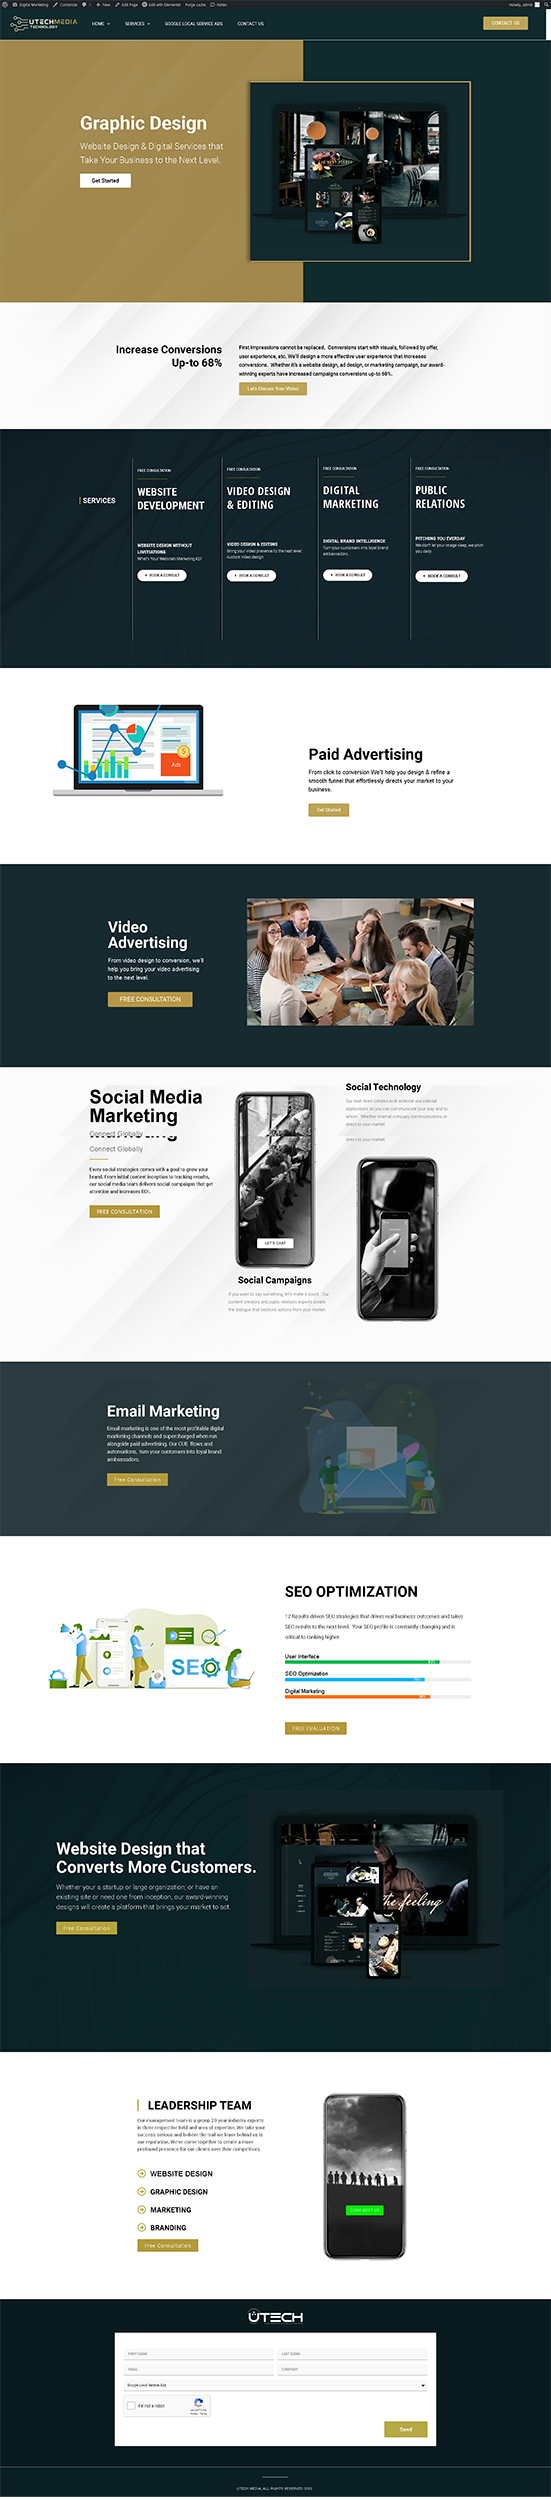 Digital Marketing Customize 0 New Edit Page Edit with Elementor Purge cache Notes Howdy, admin
UTECHMEDIA
TECHNOLOGY
HOME SERVICES GOOGLE LOCAL SERVICE ADS CONTACT US
CONTACT US
Graphic Design
Website Design & Digital Services that
Take Your Business to the Next Level.
Get Started
Increase Conversions
Up-to 68%
First Impressions cannot be replaced. Conversions start with visuals, followed by offer,
user experience, etc. We'll design a more effective user experience that increases
conversions. Whether it's a website design, ad design, or marketing campaign, our award-
winning experts have increased campaigns conversions up-to 68%.
Let's Discuss Your Vision
SERVICES
FREE CONSULTATION
WEBSITE
DEVELOPMENT
WEBSITE DESIGN WITHOUT
LIMITATIONS
What's Your Website's Marketing IQ?
BOOK A CONSULT
FREE CONSULTATION
VIDEO DESIGN
& EDITING
VIDEO DESIGN & EDITING
Bring your video presence to the next level
custom video design
BOOK A CONSULT
FREE CONSULTATION
DIGITAL
MARKETING
DIGITAL BRAND INTELLIGENCE
Turn your customers into loyal brand
ambassadors.
BOOK A CONSULT
FREE CONSULTATION
PUBLIC
RELATIONS
PITCHING YOU EVERDAY
We don't let your image sleep, we pitch
you daily
BOOK A CONSULT
Ads
Paid Advertising
From click to conversion We'll help you design & refine a
smooth funnel that effortlessly directs your market to your
business.
Get Started
Video
Advertising
From video design to conversion, we'll
help you bring your video advertising
to the next level.
FREE CONSULTATION
Social Media
Marketing
Connect Globally
Connect Globally
Every social strategies comes with a goal to grow your
brand. From initial content inception to tracking results,
our social media team delivers social campaigns that get
attention and increases ROI.
FREE CONSULTATION
LET'S CHAT
Social Campaigns
If you want to say something, let's make it count. Our
content creators and public relations experts create
the dialogue that beckons actions from your market.
Social Technology
Our tech team creates both external and internal
applications so you can communicate your way and to
whom. Whether internal company communications or
direct to your market.
direct to your market.
Email Marketing
Email marketing is one of the most profitable digital
marketing channels and supercharged when run
alongside paid advertising. Our CUE flows and
automations, turn your customers into loyal brand
ambassadors.
Free Consultation
SEO
SEO OPTIMIZATION
12 Results-driven SEO strategies that drives real business outcomes and takes
SEO results to the next level. Your SEO profile is constantly changing and is
critical to ranking higher.
User Interface
SEO Optimization
Digital Marketing
FREE EVALUATION
Website Design that
Converts More Customers.
Whether your a startup or large organization; or have an
existing site or need one from inception, our award-winning
designs will create a platform that brings your market to act.
Free Consultation
the feeling
LEADERSHIP TEAM
Our management team is a group 20 year industry experts
in there respective field and area of expertise. We take your
success serious and believe the trail we leave behind us is
our reputation. We've come together to create a more
profound presence for our clients over their competitors.
WEBSITE DESIGN
GRAPHIC DESIGN
MARKETING
BRANDING
Free Consultation
COME MEET US
UTECH
FIRST NAME LAST NAME
EMAIL COMPANY
Google Local Service Ads
I'm not a robot
reCAPTCHA
Privacy - Terms
Send
UTECH MEDIA, ALL RIGHTS RESERVED 2023